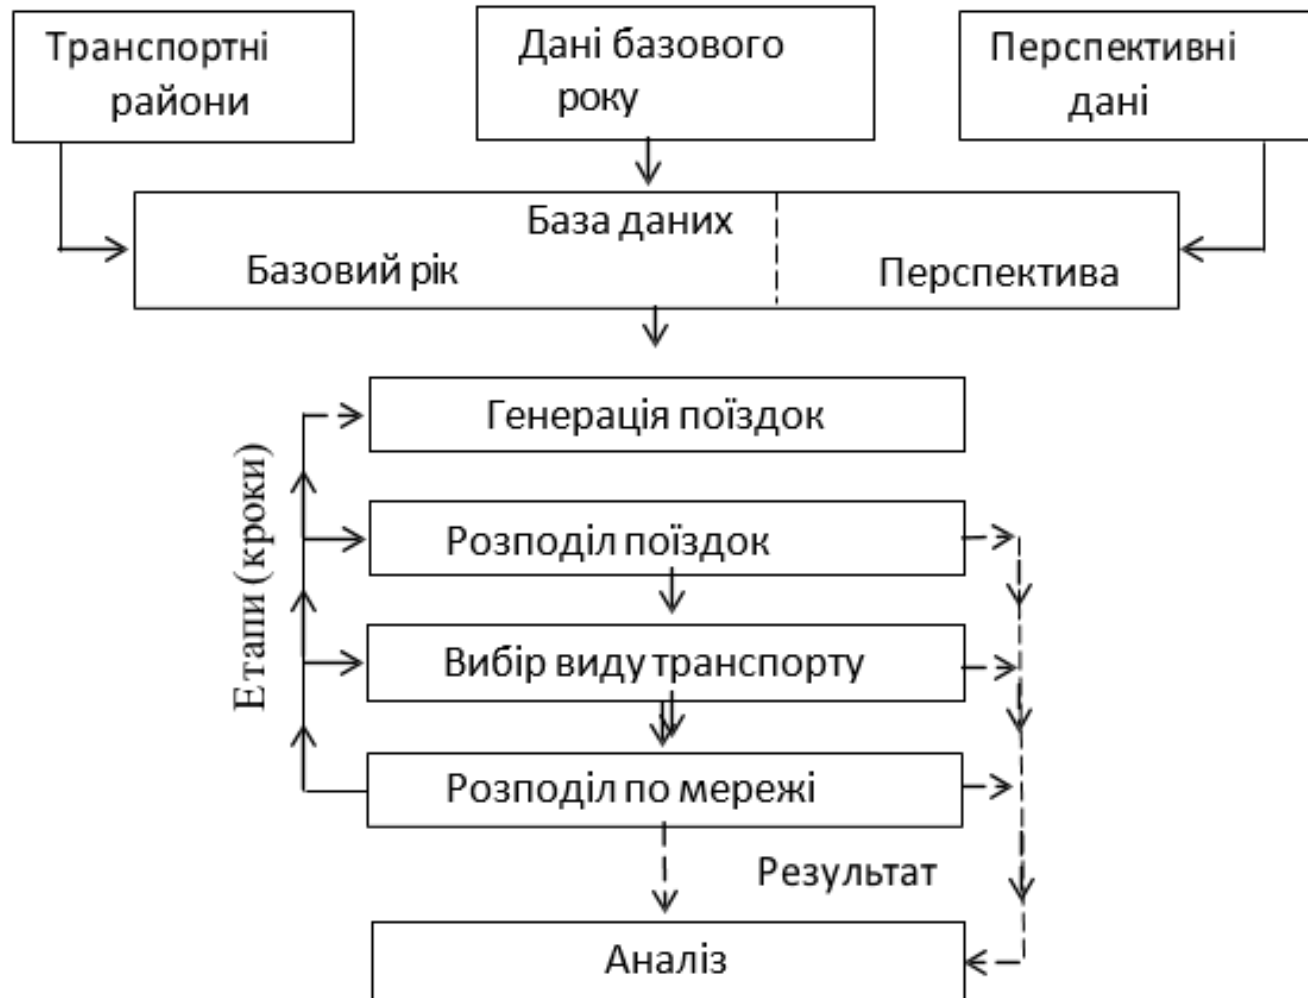 Транспортні
райони
Дані базового
року
Перспективні
дані
База даних
Базовий рік
Перспектива
Етапи (кроки)
Генерація поїздок
Розподіл поїздок
Вибір виду транспорту
Розподіл по мережі
Результат
Аналіз